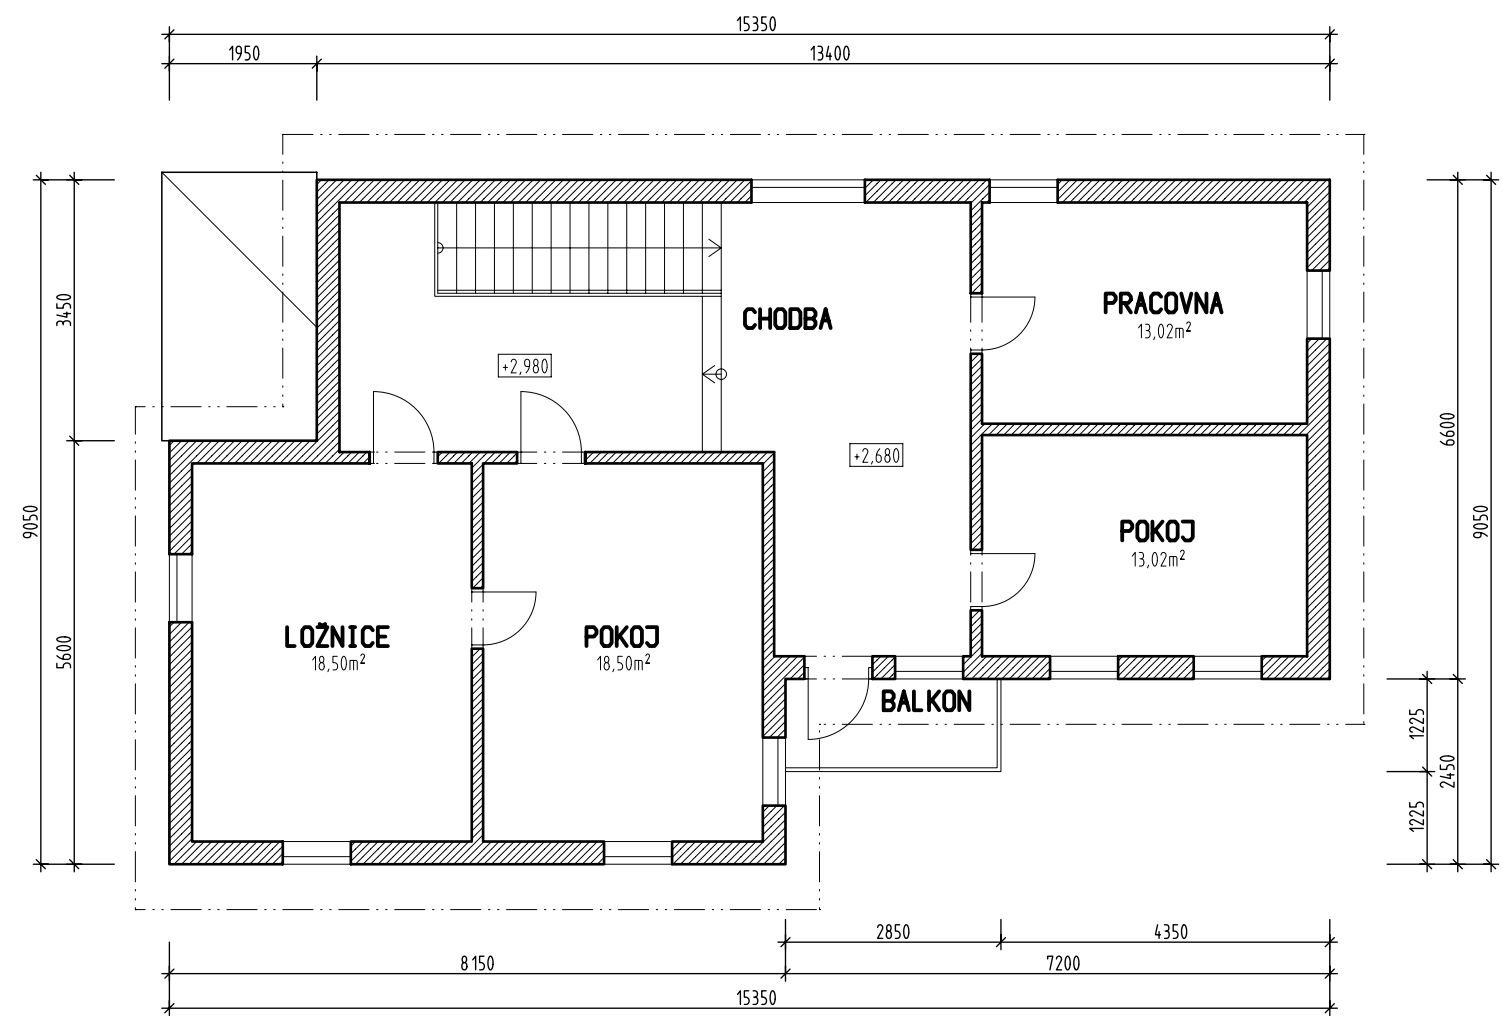 15350
1950
13400
3450
9050
5600
CHODBA
PRACOVNA
13,02m²
+2,980
+2,680
POKOJ
13,02m²
LOŽNICE
18,50m²
POKOJ
18,50m²
BALKON
6600
9050
1225
2450
1225
2850
4350
8150
7200
15350